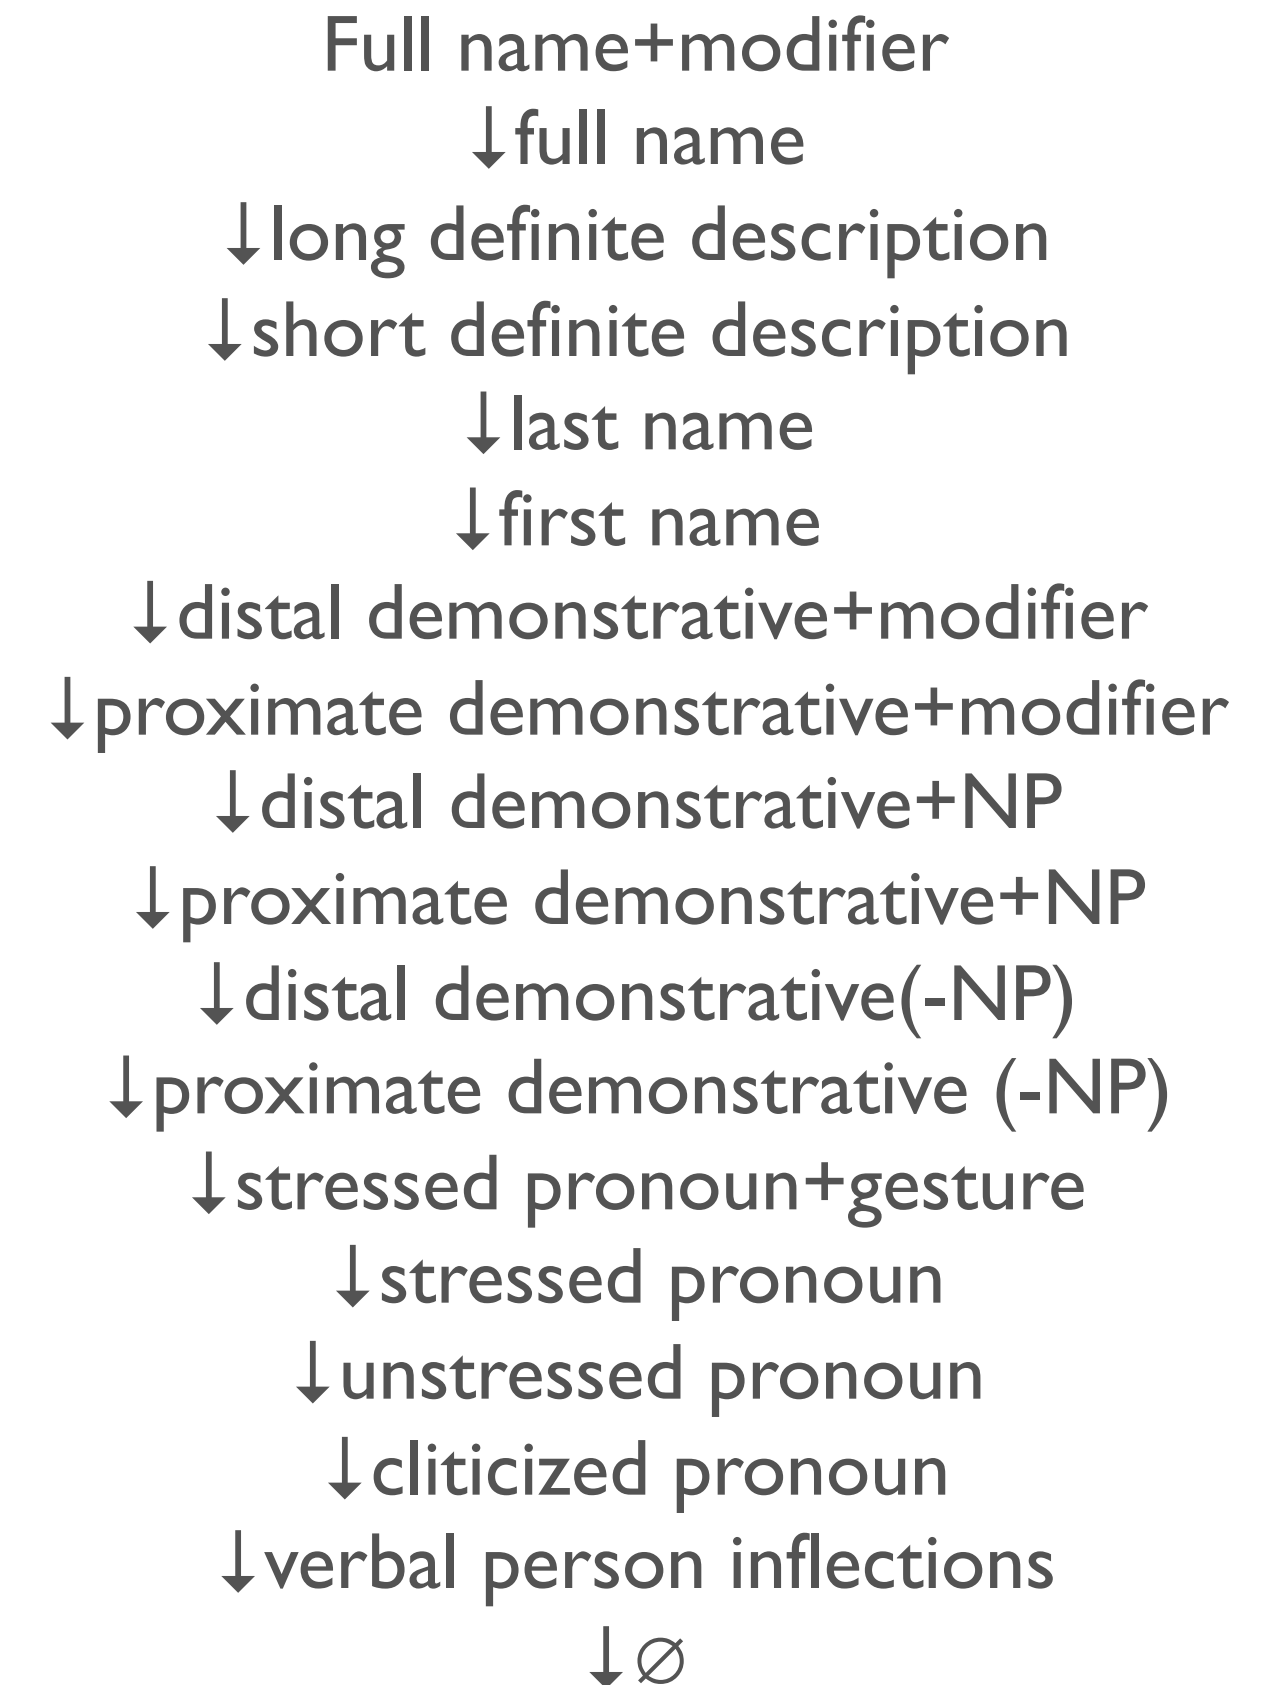 Full name+modifier
↓full name
↓long definite description
↓short definite description
↓last name
↓first name
↓distal demonstrative+modifier
↓proximate demonstrative+modifier
↓distal demonstrative+NP
↓proximate demonstrative+NP
↓distal demonstrative(-NP)
↓proximate demonstrative (-NP)
↓stressed pronoun+gesture
↓stressed pronoun
↓unstressed pronoun
↓cliticized pronoun
↓verbal person inflections
↓∅